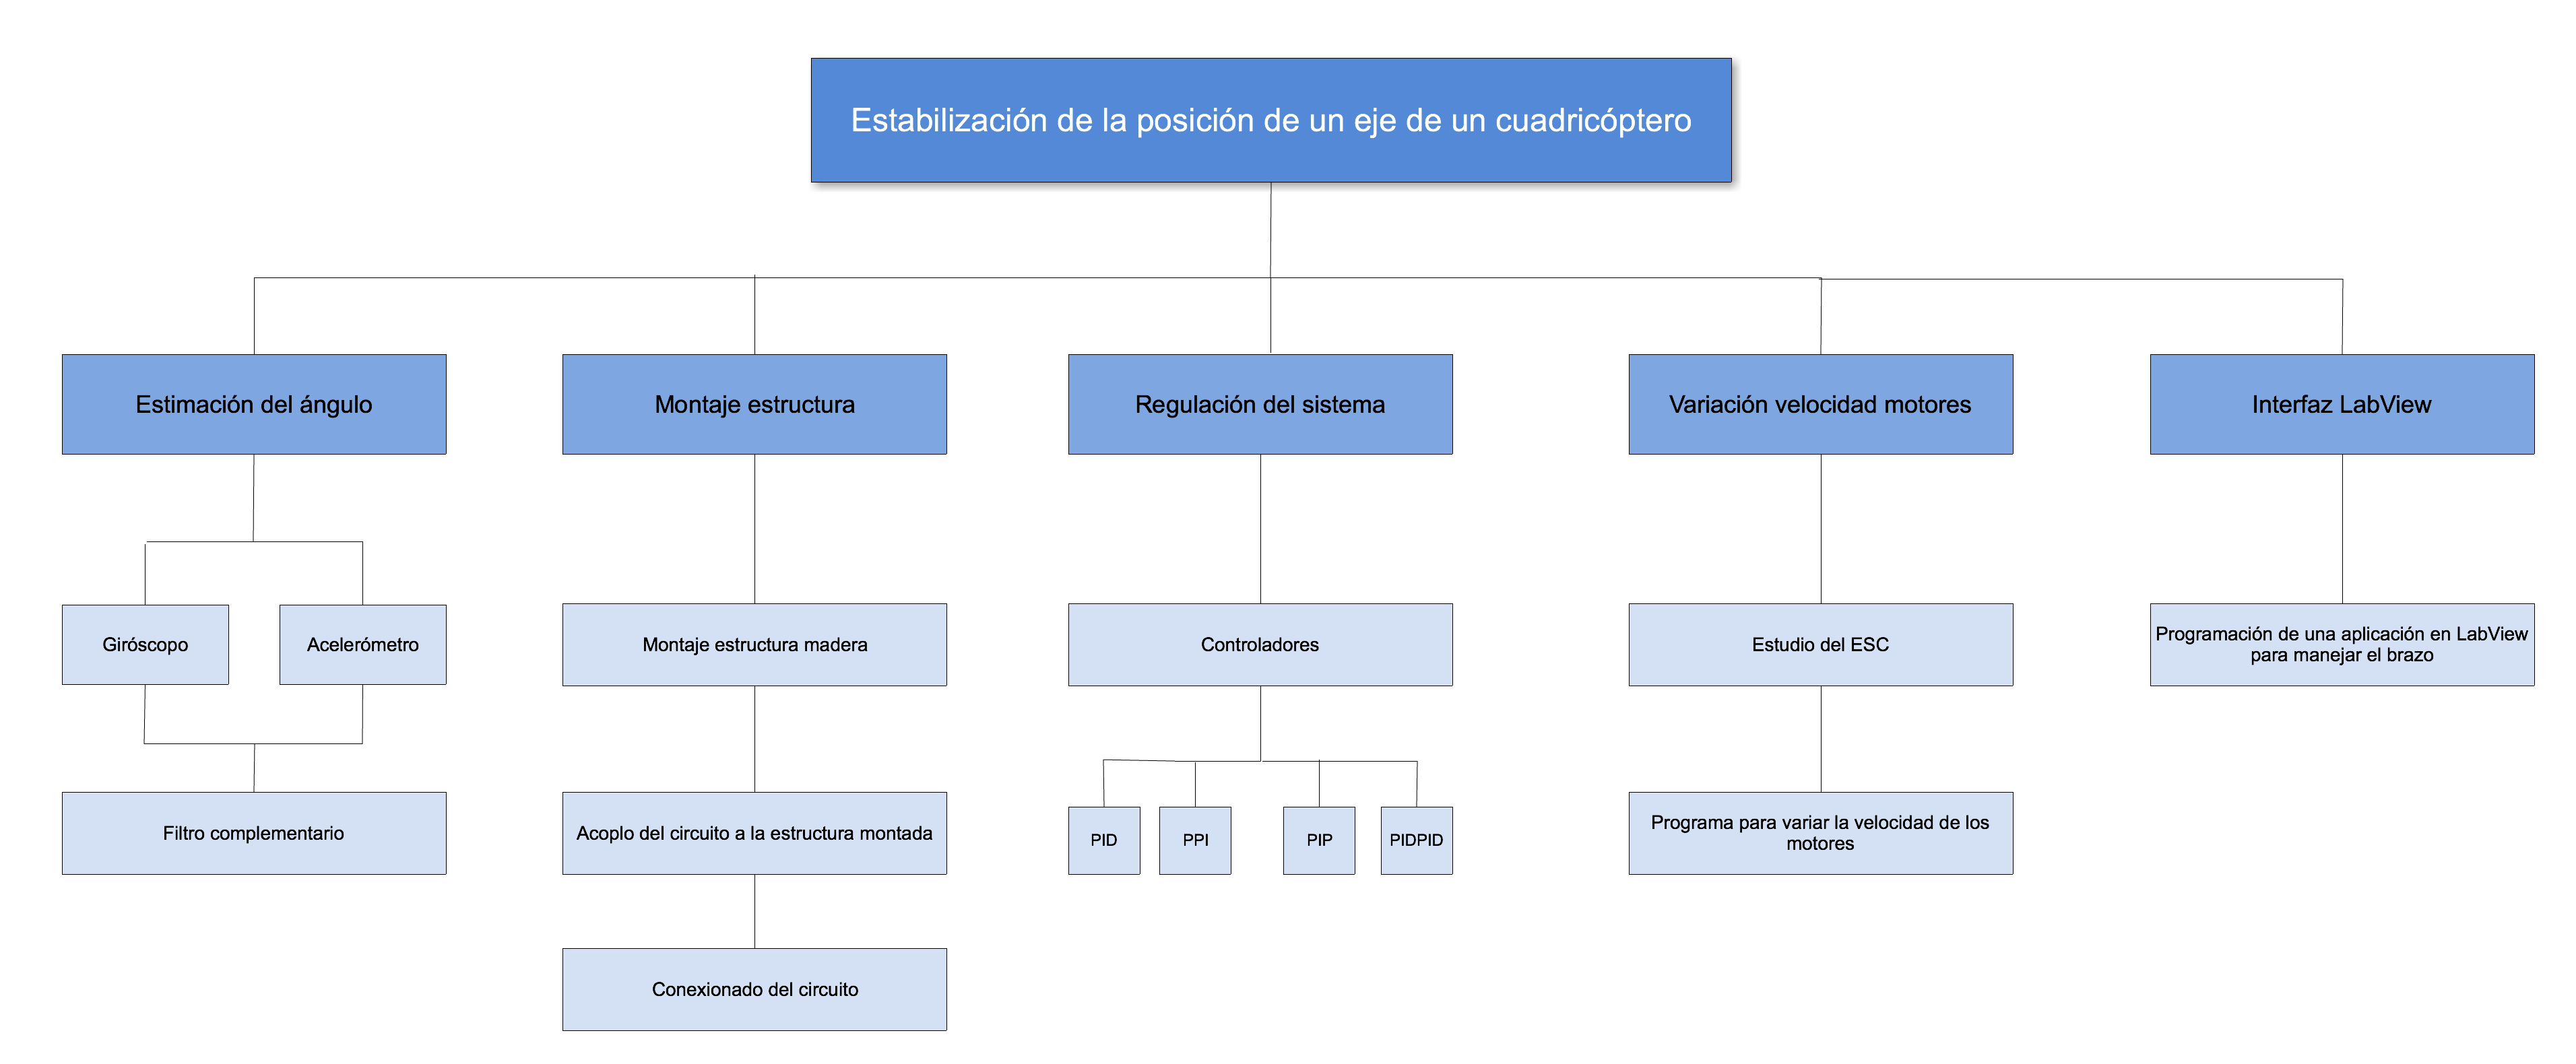 Estabilización de la posición de un eje de un cuadricóptero
Estimación del ángulo
Montaje estructura
Regulación del sistema
Variación velocidad motores
Interfaz LabView
Giróscopo
Acelerómetro
Montaje estructura madera
Controladores
Estudio del ESC
Programación de una aplicación en LabView
para manejar el brazo
Filtro complementario
Acoplo del circuito a la estructura montada
PID
PPI
PIP
PIDPID
Programa para variar la velocidad de los
motores
Conexionado del circuito